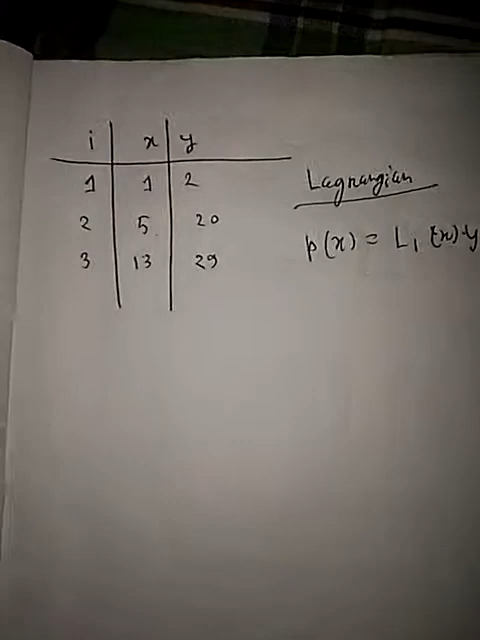 i x y
1 1 2
2 5 20
3 13 29
Lagrangian
p(x) = L₁(x).y